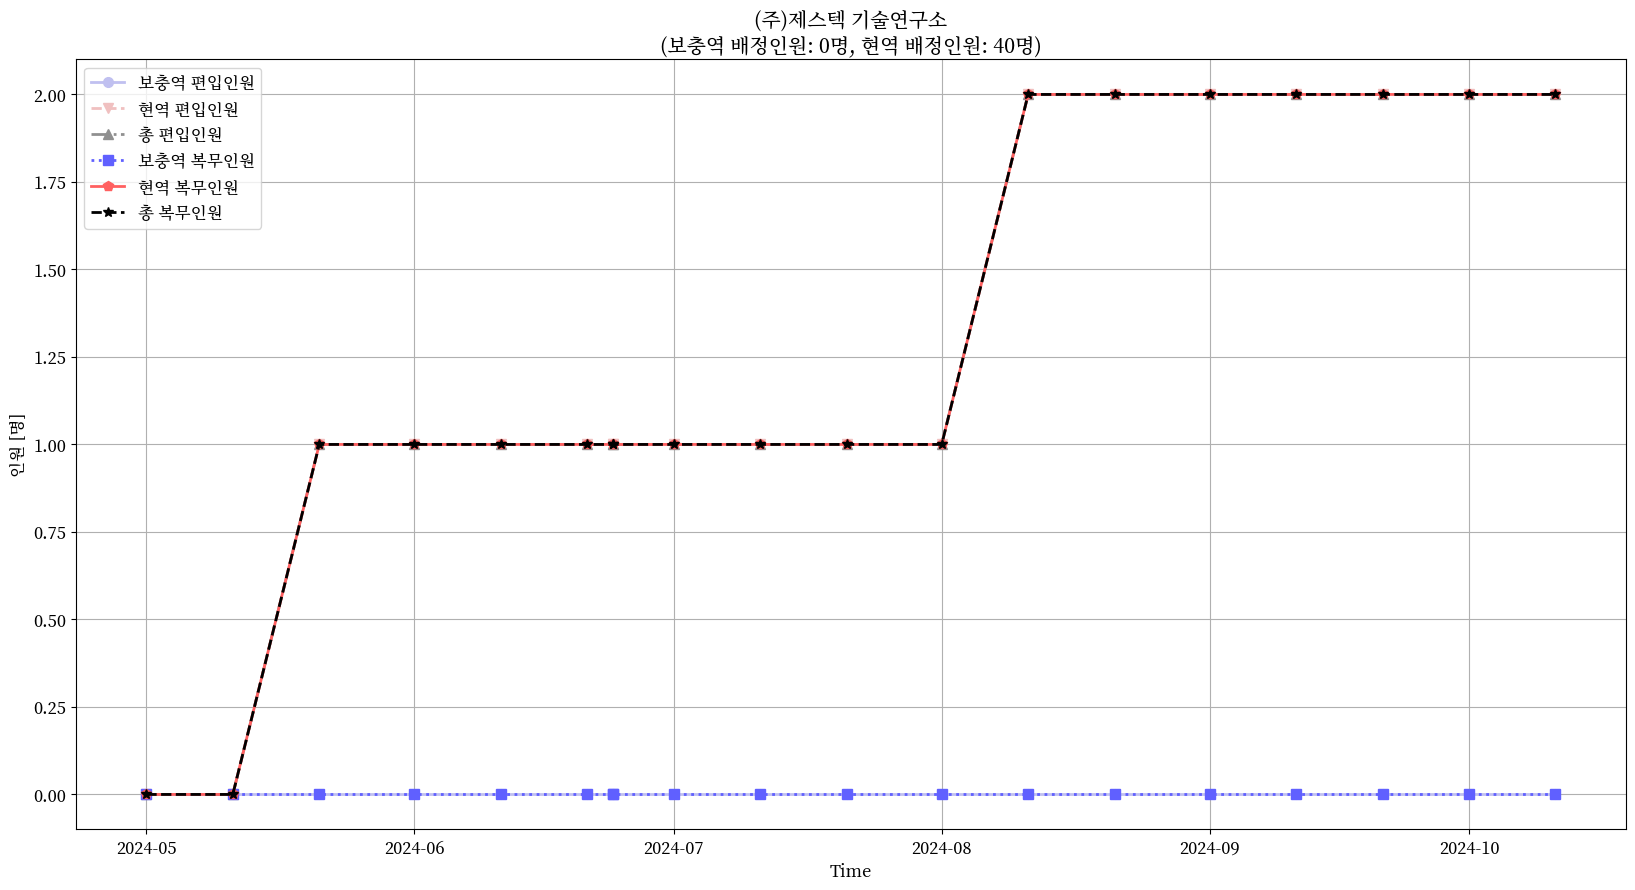 (주)제스텍 기술연구소
(보충역 배정인원: 0명, 현역 배정인원: 40명)
보충역 편입인원
현역 편입인원
총 편입인원
보충역 복무인원
현역 복무인원
총 복무인원
2.00
1.75
1.50
1.25
1.00
0.75
0.50
0.25
0.00
인원 [명]
2024-05 2024-06 2024-07 2024-08 2024-09 2024-10
Time